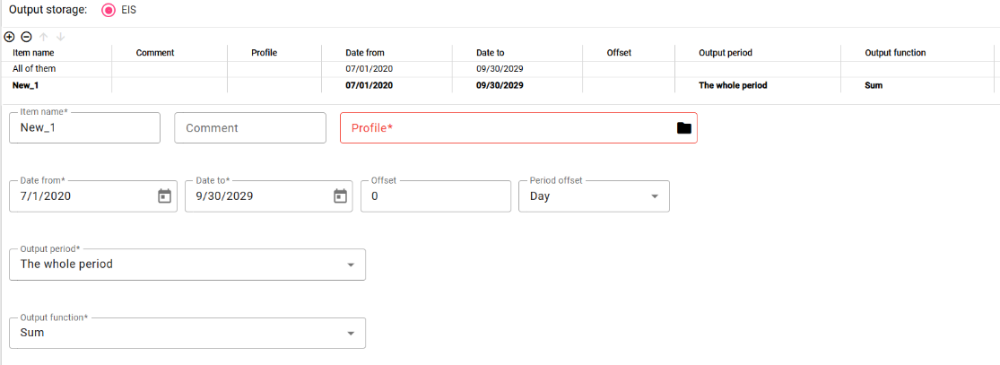 Output storage: EIS
Item name Comment Profile Date from Date to Offset Output period Output function
All of them 07/01/2020 09/30/2029
New_1 07/01/2020 09/30/2029 The whole period Sum
Item name*
New_1 Comment Profile*
Date from* Date to* Offset Period offset
7/1/2020 9/30/2029 0 Day
Output period*
The whole period
Output function*
Sum